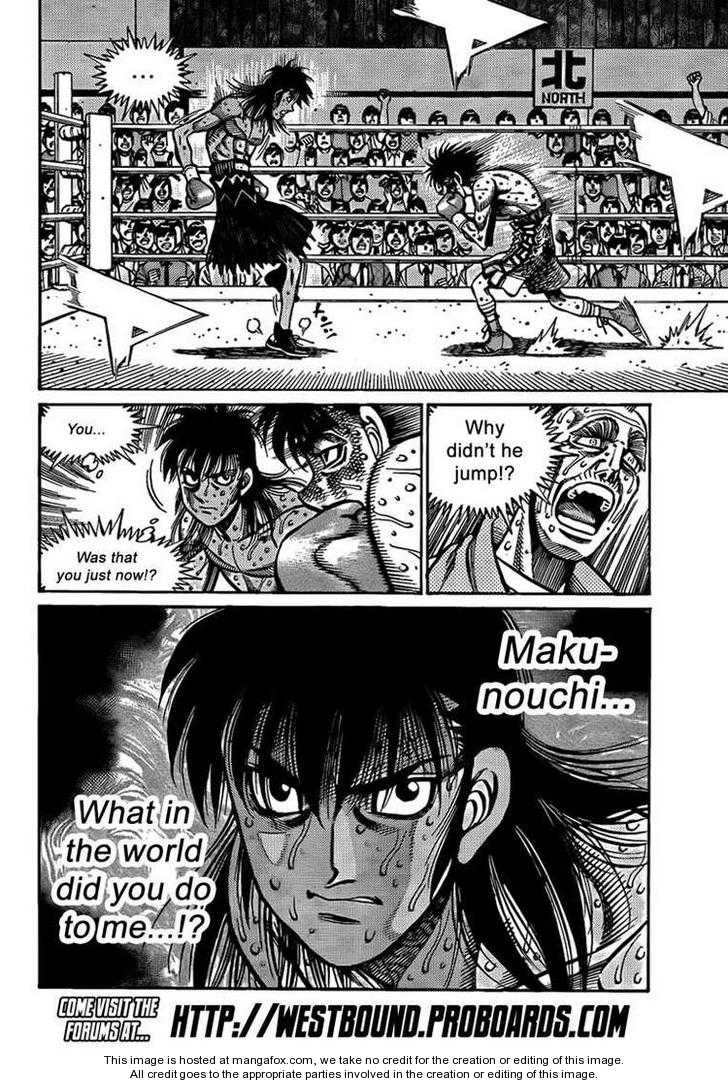 ...
北
NORTH
You...
Was that
you just now!?
Why
didn't he
jump!?
Maku-
nouchi...
What in
the world
did you do
to me...!?
COME VISIT THE
FORUMS AT...
HTTP://WESTBOUND.PROBOARDS.COM
This image is hosted at mangafox.com, we take no credit for the creation or editing of this image.
All credit goes to the appropriate parties involved in the creation or editing of this image.